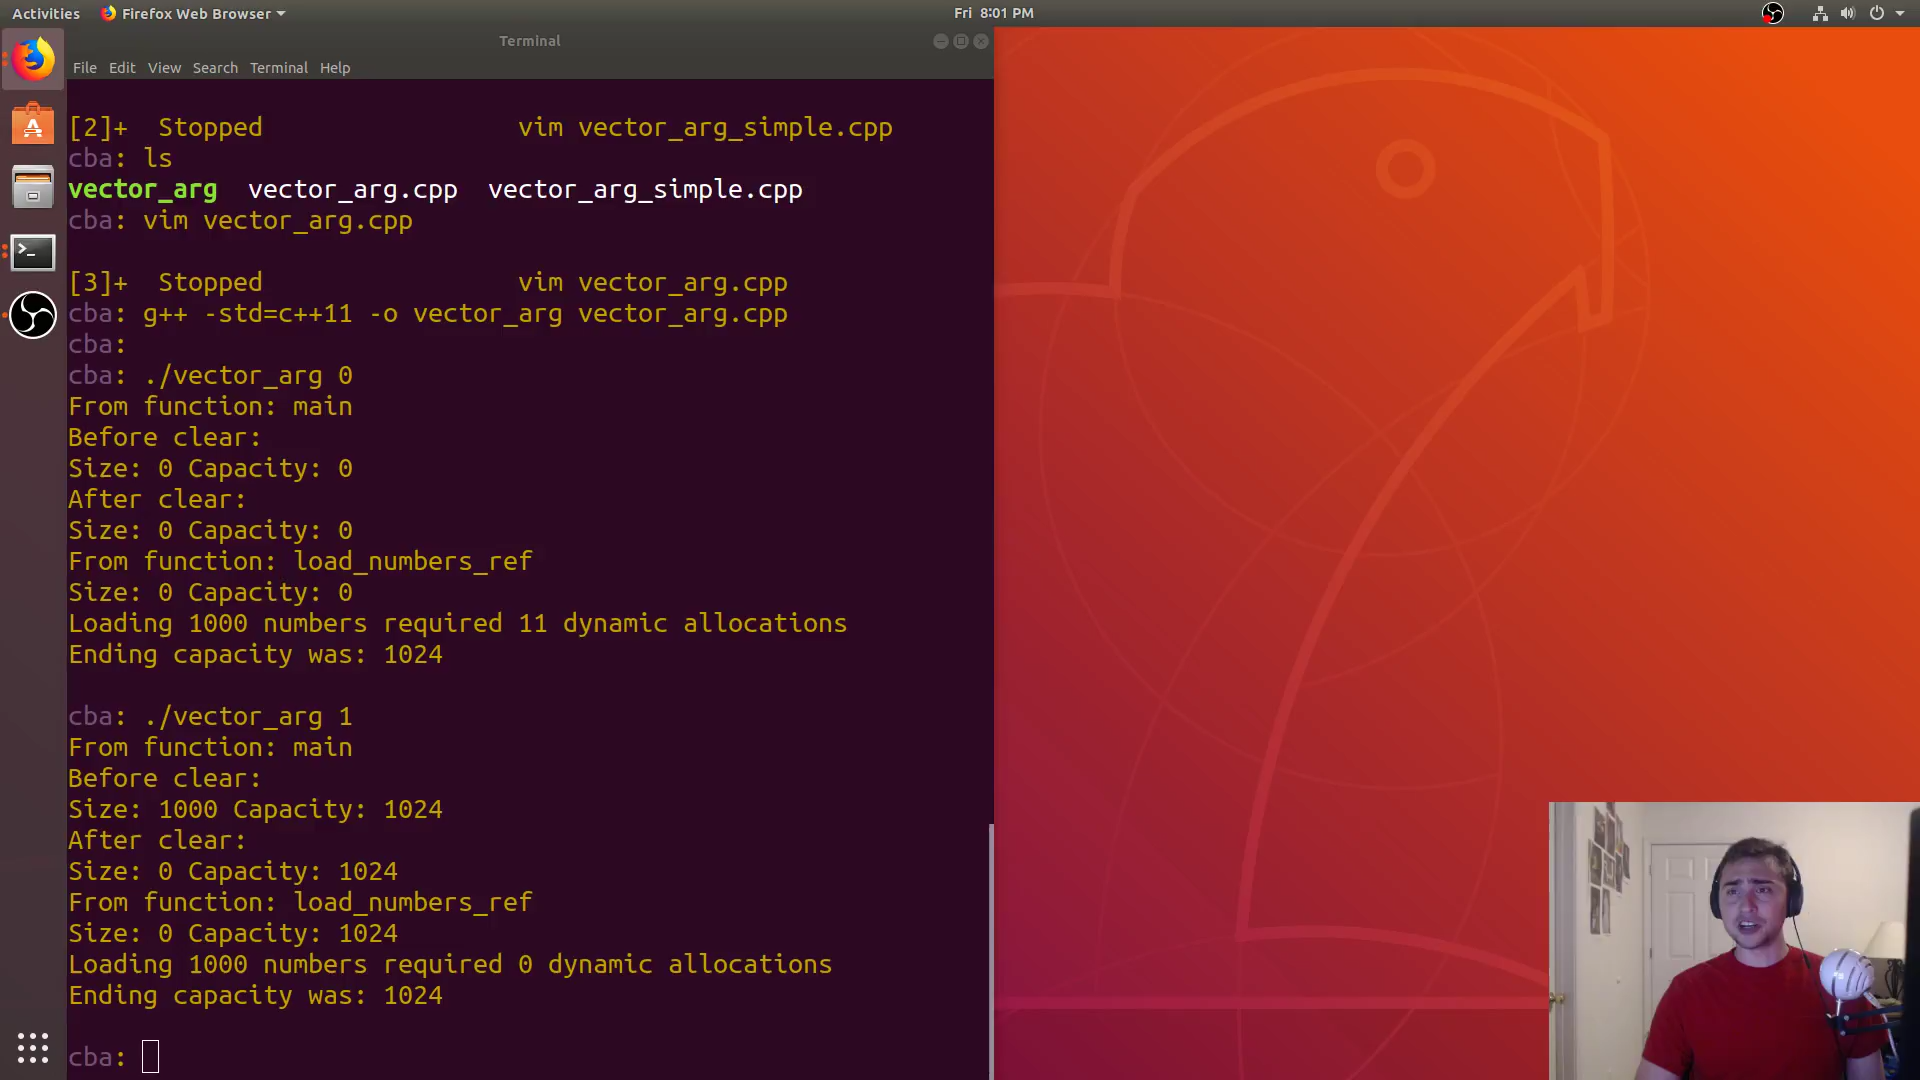 Activities Firefox Web Browser Fri 8:01 PM
Terminal
File Edit View Search Terminal Help
[2]+ Stopped vim vector_arg_simple.cpp
cba: ls
vector_arg vector_arg.cpp vector_arg_simple.cpp
cba: vim vector_arg.cpp
[3]+ Stopped vim vector_arg.cpp
cba: g++ -std=c++11 -o vector_arg vector_arg.cpp
cba:
cba: ./vector_arg 0
From function: main
Before clear:
Size: 0 Capacity: 0
After clear:
Size: 0 Capacity: 0
From function: load_numbers_ref
Size: 0 Capacity: 0
Loading 1000 numbers required 11 dynamic allocations
Ending capacity was: 1024
cba: ./vector_arg 1
From function: main
Before clear:
Size: 1000 Capacity: 1024
After clear:
Size: 0 Capacity: 1024
From function: load_numbers_ref
Size: 0 Capacity: 1024
Loading 1000 numbers required 0 dynamic allocations
Ending capacity was: 1024
cba: